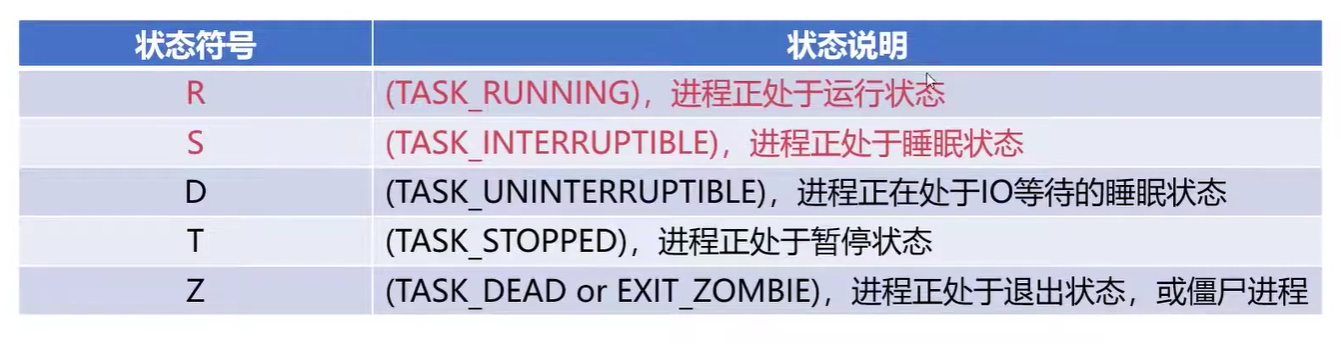 状态符号 状态说明
R (TASK_RUNNING)，进程正处于运行状态
S (TASK_INTERRUPTIBLE)，进程正处于睡眠状态
D (TASK_UNINTERRUPTIBLE)，进程正在处于IO等待的睡眠状态
T (TASK_STOPPED)，进程正处于暂停状态
Z (TASK_DEAD or EXIT_ZOMBIE)，进程正处于退出状态，或僵尸进程